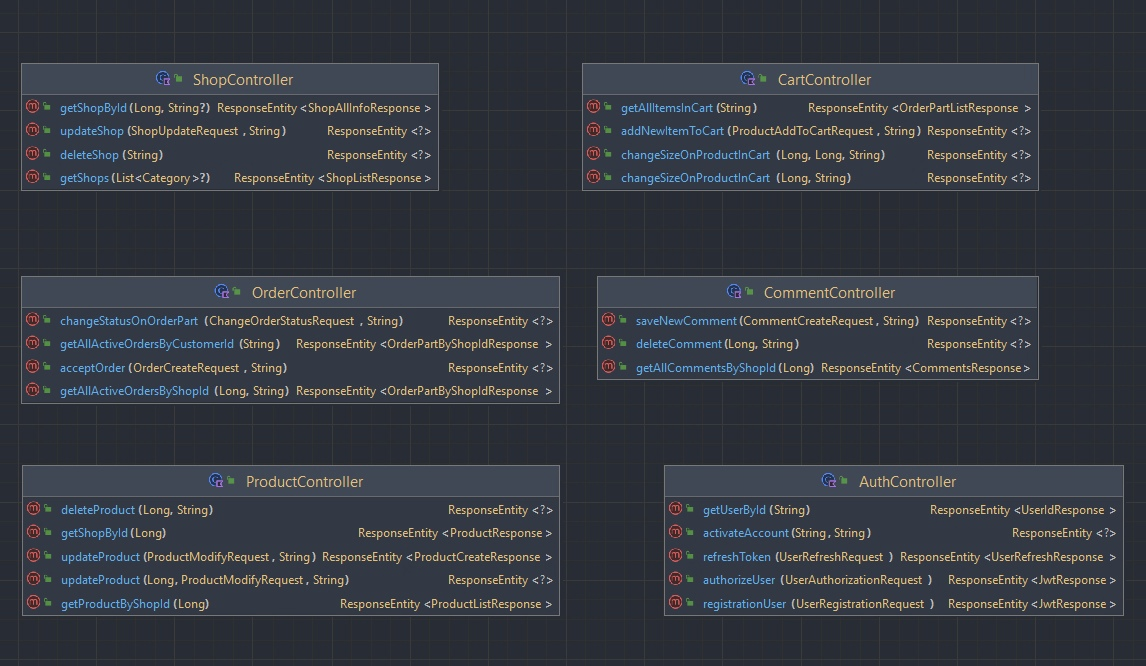 ShopController
getShopById (Long, String?) ResponseEntity <ShopAllInfoResponse >
updateShop (ShopUpdateRequest , String) ResponseEntity <?>
deleteShop (String) ResponseEntity <?>
getShops (List<Category >?) ResponseEntity <ShopListResponse >
CartController
getAllItemsInCart (String) ResponseEntity <OrderPartListResponse >
addNewItemToCart (ProductAddToCartRequest , String) ResponseEntity <?>
changeSizeOnProductInCart (Long, Long, String) ResponseEntity <?>
changeSizeOnProductInCart (Long, String) ResponseEntity <?>
OrderController
changeStatusOnOrderPart (ChangeOrderStatusRequest , String) ResponseEntity <?>
getAllActiveOrdersByCustomerId (String) ResponseEntity <OrderPartByShopIdResponse >
acceptOrder (OrderCreateRequest , String) ResponseEntity <?>
getAllActiveOrdersByShopId (Long, String) ResponseEntity <OrderPartByShopIdResponse >
CommentController
saveNewComment (CommentCreateRequest , String) ResponseEntity <?>
deleteComment (Long, String) ResponseEntity <?>
getAllCommentsByShopId (Long) ResponseEntity <CommentsResponse >
ProductController
deleteProduct (Long, String) ResponseEntity <?>
getShopById (Long) ResponseEntity <ProductResponse >
updateProduct (ProductModifyRequest , String) ResponseEntity <ProductCreateResponse >
updateProduct (Long, ProductModifyRequest , String) ResponseEntity <?>
getProductByShopId (Long) ResponseEntity <ProductListResponse >
AuthController
getUserById (String) ResponseEntity <UserIdResponse >
activateAccount (String, String) ResponseEntity <?>
refreshToken (UserRefreshRequest ) ResponseEntity <UserRefreshResponse >
authorizeUser (UserAuthorizationRequest ) ResponseEntity <JwtResponse >
registrationUser (UserRegistrationRequest ) ResponseEntity <JwtResponse >